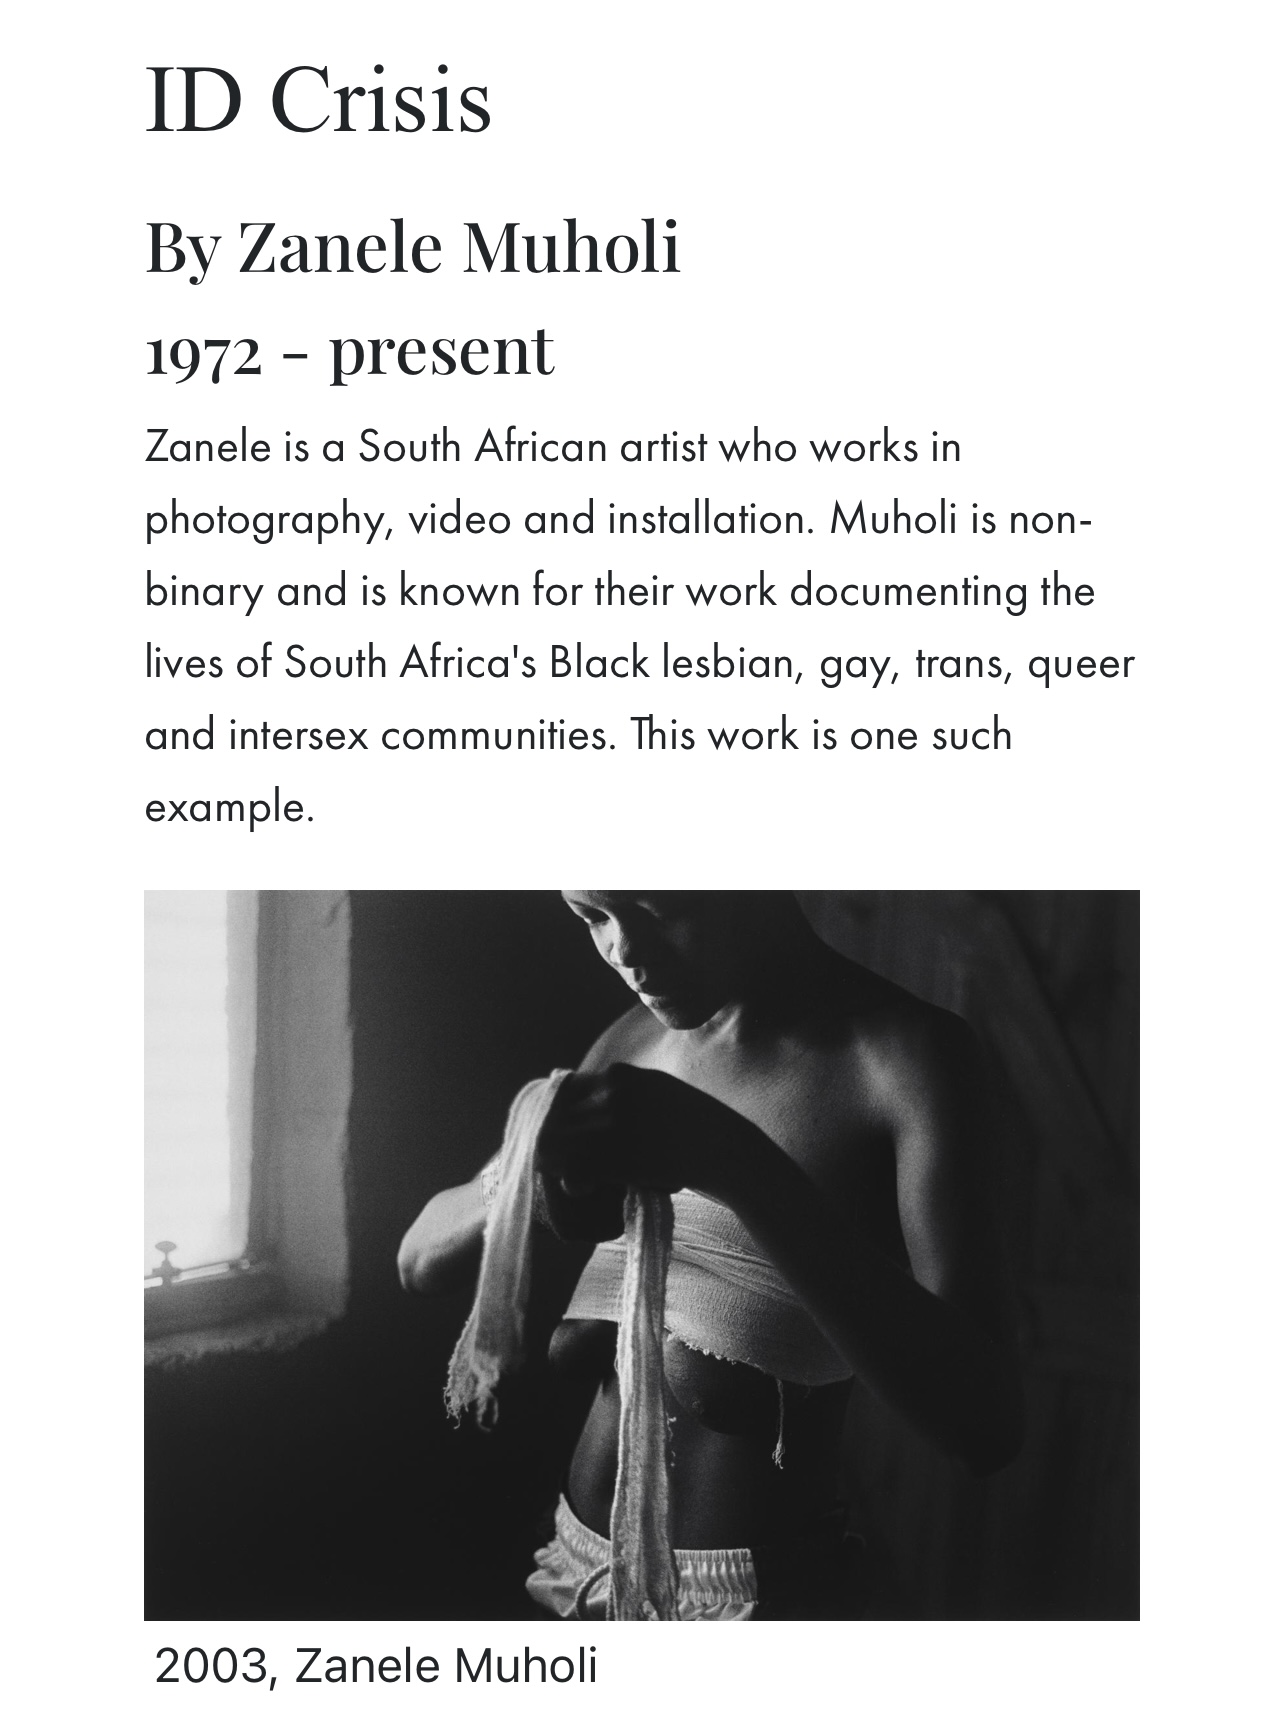 ID Crisis
By Zanele Muholi
1972 - present
Zanele is a South African artist who works in
photography, video and installation. Muholi is non-
binary and is known for their work documenting the
lives of South Africa's Black lesbian, gay, trans, queer
and intersex communities. This work is one such
example.
2003, Zanele Muholi